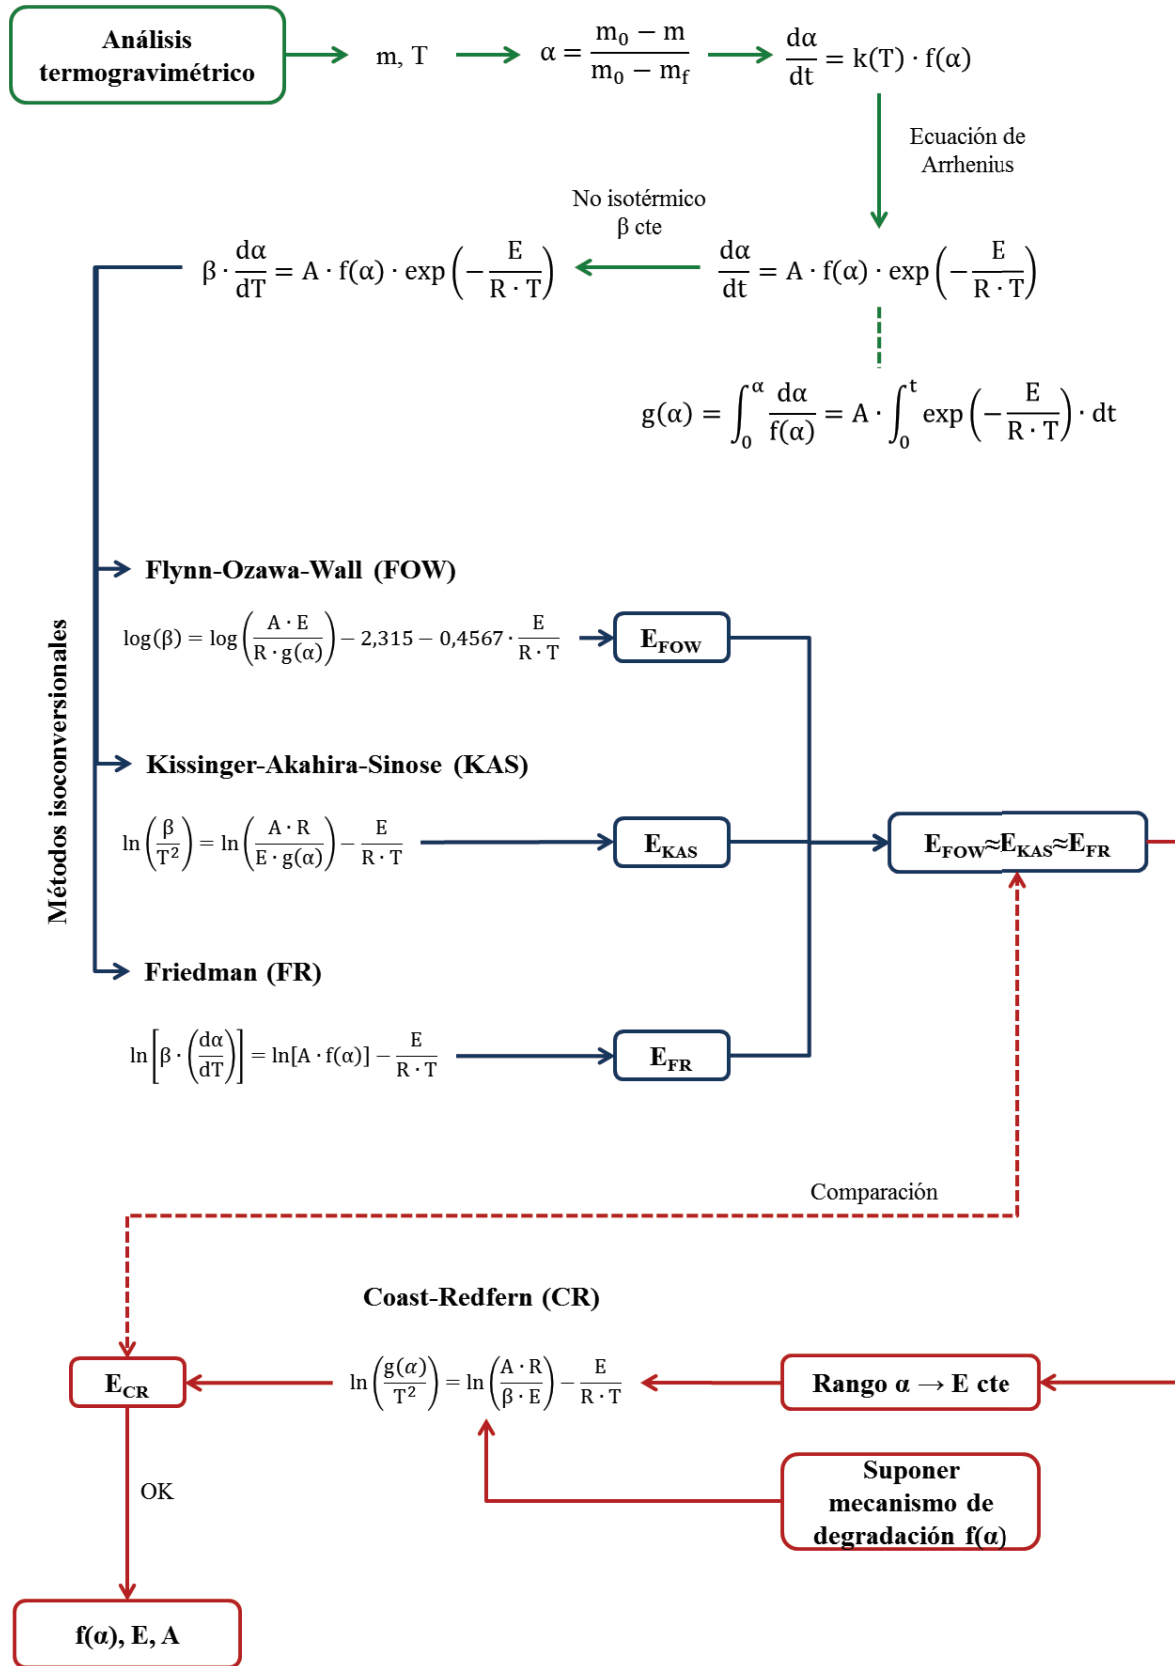 Análisis
termogravimétrico
m, T
α = (m₀ − m)/(m₀ − m_f)
dα/dt = k(T) · f(α)
Ecuación de
Arrhenius
No isotérmico
β cte
β · dα/dT = A · f(α) · exp(−E/(R · T))
dα/dt = A · f(α) · exp(−E/(R · T))
g(α) = ∫₀^α dα/f(α) = A · ∫₀^t exp(−E/(R · T)) · dt
Métodos isoconversionales
Flynn-Ozawa-Wall (FOW)
log(β) = log((A · E)/(R · g(α))) − 2,315 − 0,4567 · E/(R · T)
E_FOW
Kissinger-Akahira-Sinose (KAS)
ln(β/T²) = ln((A · R)/(E · g(α))) − E/(R · T)
E_KAS
E_FOW≈E_KAS≈E_FR
Friedman (FR)
ln[β · (dα/dT)] = ln[A · f(α)] − E/(R · T)
E_FR
Comparación
Coast-Redfern (CR)
E_CR
ln(g(α)/T²) = ln((A · R)/(β · E)) − E/(R · T)
Rango α → E cte
OK
Suponer
mecanismo de
degradación f(α)
f(α), E, A